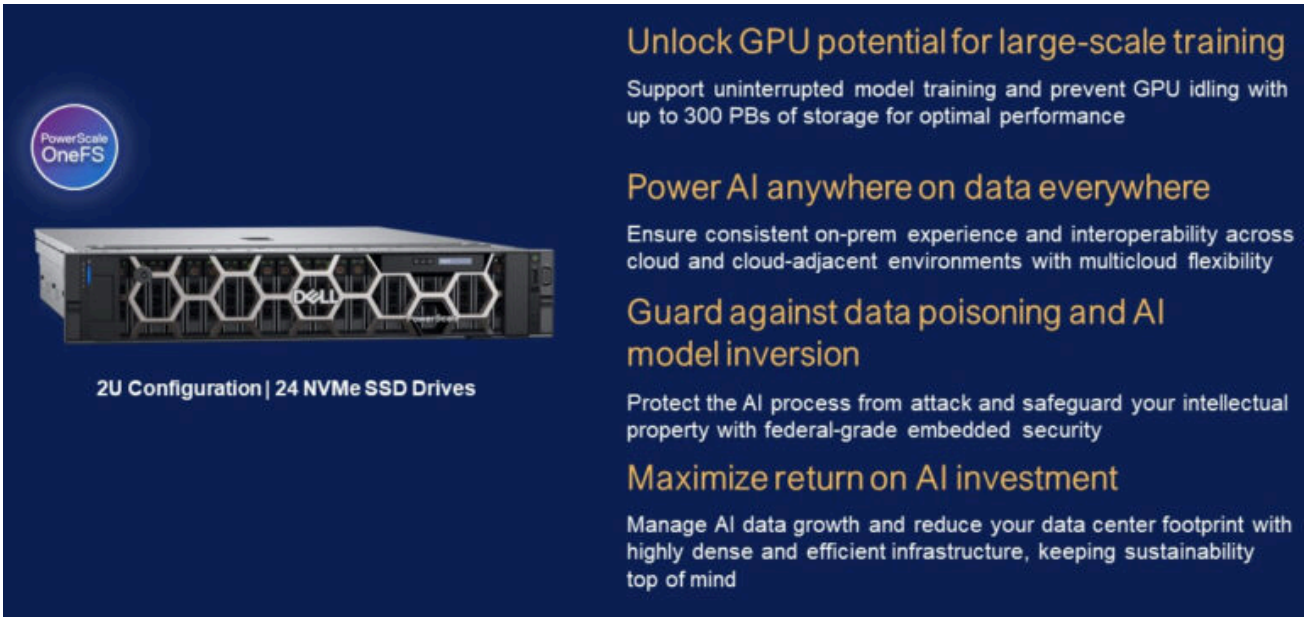 PowerScale
OneFS
DELL
PowerScale
2U Configuration | 24 NVMe SSD Drives
Unlock GPU potential for large-scale training
Support uninterrupted model training and prevent GPU idling with
up to 300 PBs of storage for optimal performance
Power AI anywhere on data everywhere
Ensure consistent on-prem experience and interoperability across
cloud and cloud-adjacent environments with multicloud flexibility
Guard against data poisoning and AI
model inversion
Protect the AI process from attack and safeguard your intellectual
property with federal-grade embedded security
Maximize return on AI investment
Manage AI data growth and reduce your data center footprint with
highly dense and efficient infrastructure, keeping sustainability
top of mind